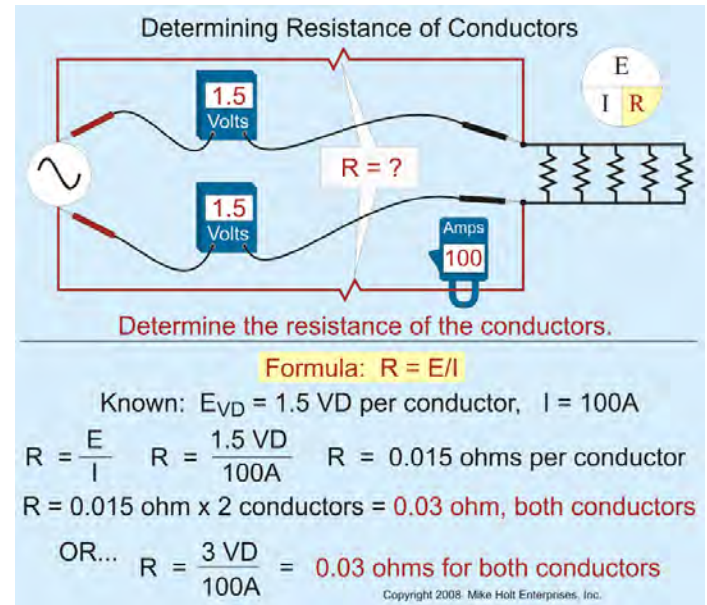 Determining Resistance of Conductors
E
I R
1.5
Volts
R = ?
1.5
Volts
Amps
100
Determine the resistance of the conductors.
Formula: R = E/I
Known: EVD = 1.5 VD per conductor, I = 100A
R = E/I R = 1.5 VD/100A R = 0.015 ohms per conductor
R = 0.015 ohm x 2 conductors = 0.03 ohm, both conductors
OR... R = 3 VD/100A = 0.03 ohms for both conductors
Copyright 2008 Mike Holt Enterprises, Inc.